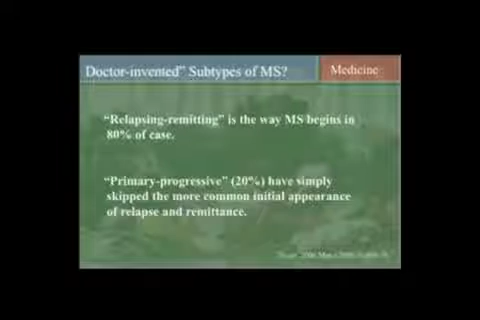 Doctor-invented" Subtypes of MS?
Medicine
"Relapsing-remitting" is the way MS begins in
80% of case.
"Primary-progressive" (20%) have simply
skipped the more common initial appearance
of relapse and remittance.